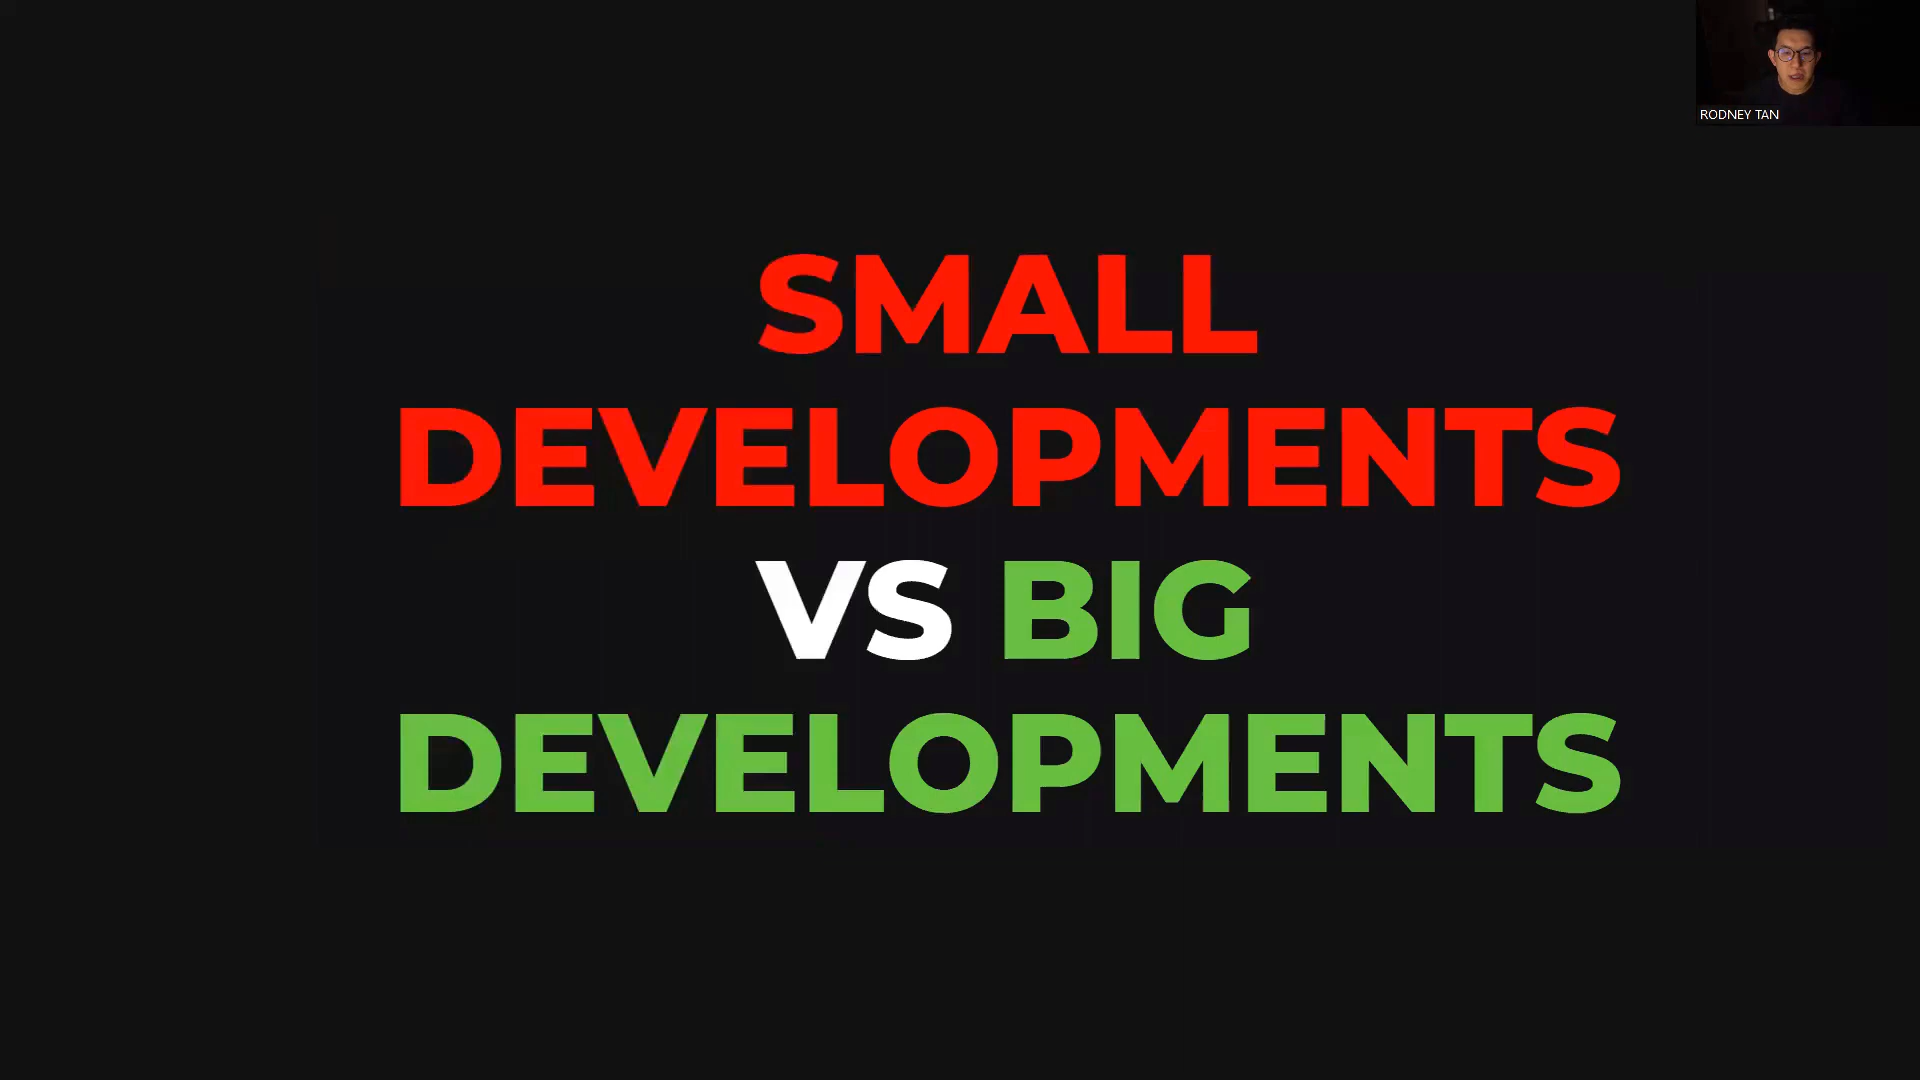 RODNEY TAN
SMALL
DEVELOPMENTS
VS BIG
DEVELOPMENTS